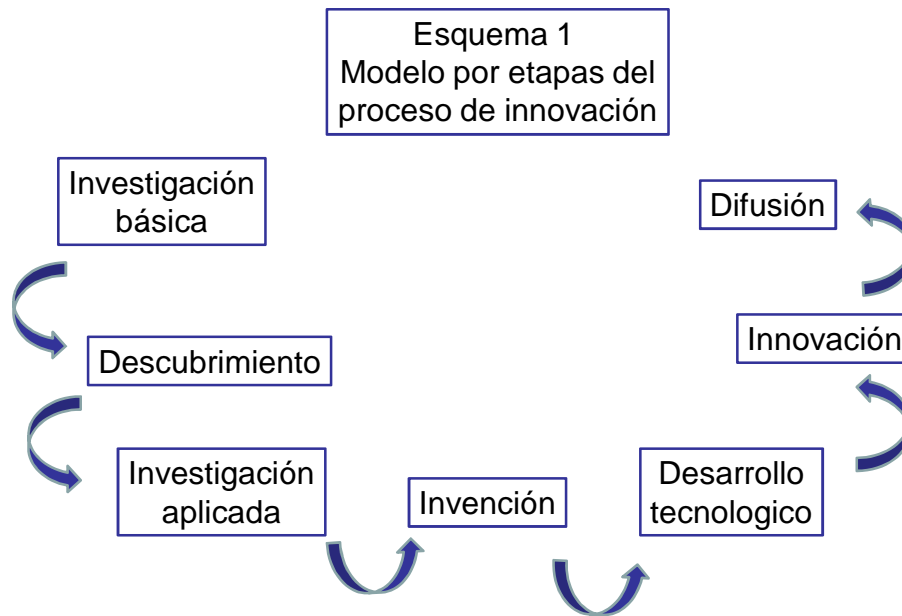 Esquema 1
Modelo por etapas del
proceso de innovación
Investigación
básica
Descubrimiento
Investigación
aplicada
Invención
Desarrollo
tecnologico
Innovación
Difusión